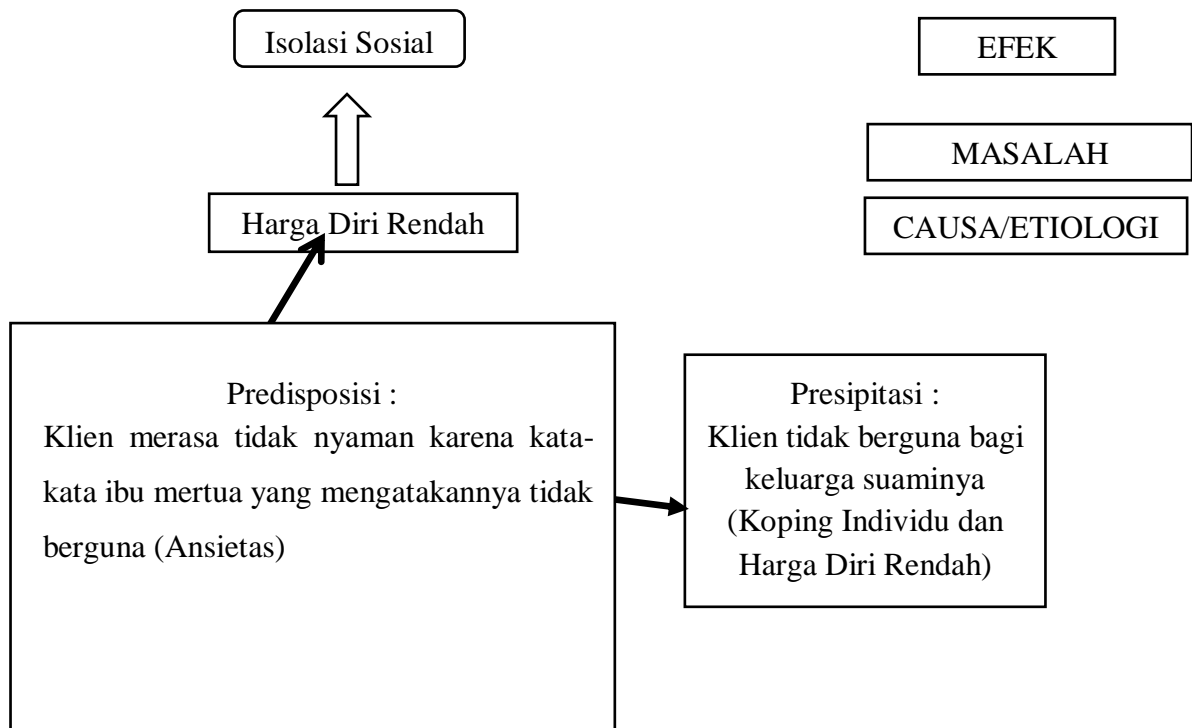 Isolasi Sosial
EFEK
MASALAH
Harga Diri Rendah
CAUSA/ETIOLOGI
Predisposisi :
Klien merasa tidak nyaman karena kata-
kata ibu mertua yang mengatakannya tidak
berguna (Ansietas)
Presipitasi :
Klien tidak berguna bagi
keluarga suaminya
(Koping Individu dan
Harga Diri Rendah)